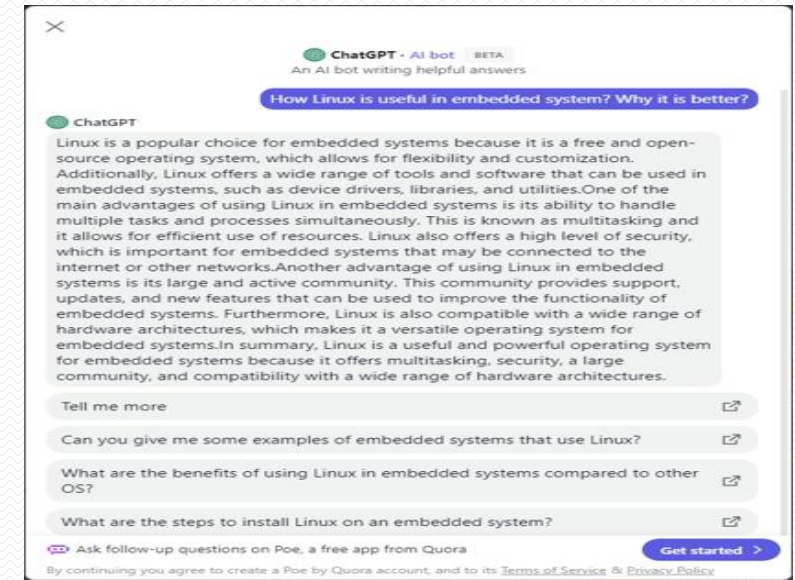 ChatGPT - AI bot BETA
An AI bot writing helpful answers
How Linux is useful in embedded system? Why it is better?
ChatGPT
Linux is a popular choice for embedded systems because it is a free and open-
source operating system, which allows for flexibility and customization.
Additionally, Linux offers a wide range of tools and software that can be used in
embedded systems, such as device drivers, libraries, and utilities.One of the
main advantages of using Linux in embedded systems is its ability to handle
multiple tasks and processes simultaneously. This is known as multitasking and
it allows for efficient use of resources. Linux also offers a high level of security,
which is important for embedded systems that may be connected to the
internet or other networks.Another advantage of using Linux in embedded
systems is its large and active community. This community provides support,
updates, and new features that can be used to improve the functionality of
embedded systems. Furthermore, Linux is also compatible with a wide range of
hardware architectures, which makes it a versatile operating system for
embedded systems.In summary, Linux is a useful and powerful operating system
for embedded systems because it offers multitasking, security, a large
community, and compatibility with a wide range of hardware architectures.
Tell me more
Can you give me some examples of embedded systems that use Linux?
What are the benefits of using Linux in embedded systems compared to other
OS?
What are the steps to install Linux on an embedded system?
Ask follow-up questions on Poe, a free app from Quora
Get started >
By continuing you agree to create a Poe by Quora account, and to its Terms of Service & Privacy Policy